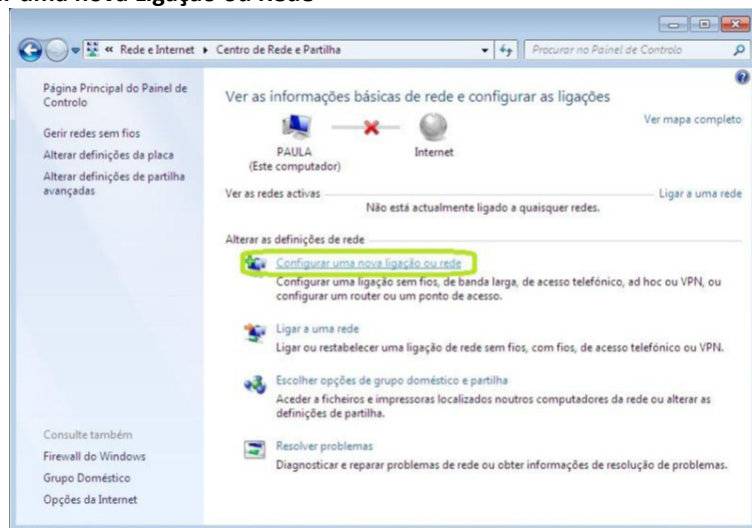 uma nova Ligação ou Rede
Rede e Internet Centro de Rede e Partilha
Procurar no Painel de Controlo
Página Principal do Painel de
Controlo
Gerir redes sem fios
Alterar definições da placa
Alterar definições de partilha
avançadas
Ver as informações básicas de rede e configurar as ligações
Ver mapa completo
PAULA
(Este computador)
Internet
Ver as redes activas
Ligar a uma rede
Não está actualmente ligado a quaisquer redes.
Alterar as definições de rede
Configurar uma nova ligação ou rede
Configurar uma ligação sem fios, de banda larga, de acesso telefónico, ad hoc ou VPN, ou
configurar um router ou um ponto de acesso.
Ligar a uma rede
Ligar ou restabelecer uma ligação de rede sem fios, com fios, de acesso telefónico ou VPN.
Escolher opções de grupo doméstico e partilha
Aceder a ficheiros e impressoras localizados noutros computadores da rede ou alterar as
definições de partilha.
Resolver problemas
Diagnosticar e reparar problemas de rede ou obter informações de resolução de problemas.
Consulte também
Firewall do Windows
Grupo Doméstico
Opções da Internet